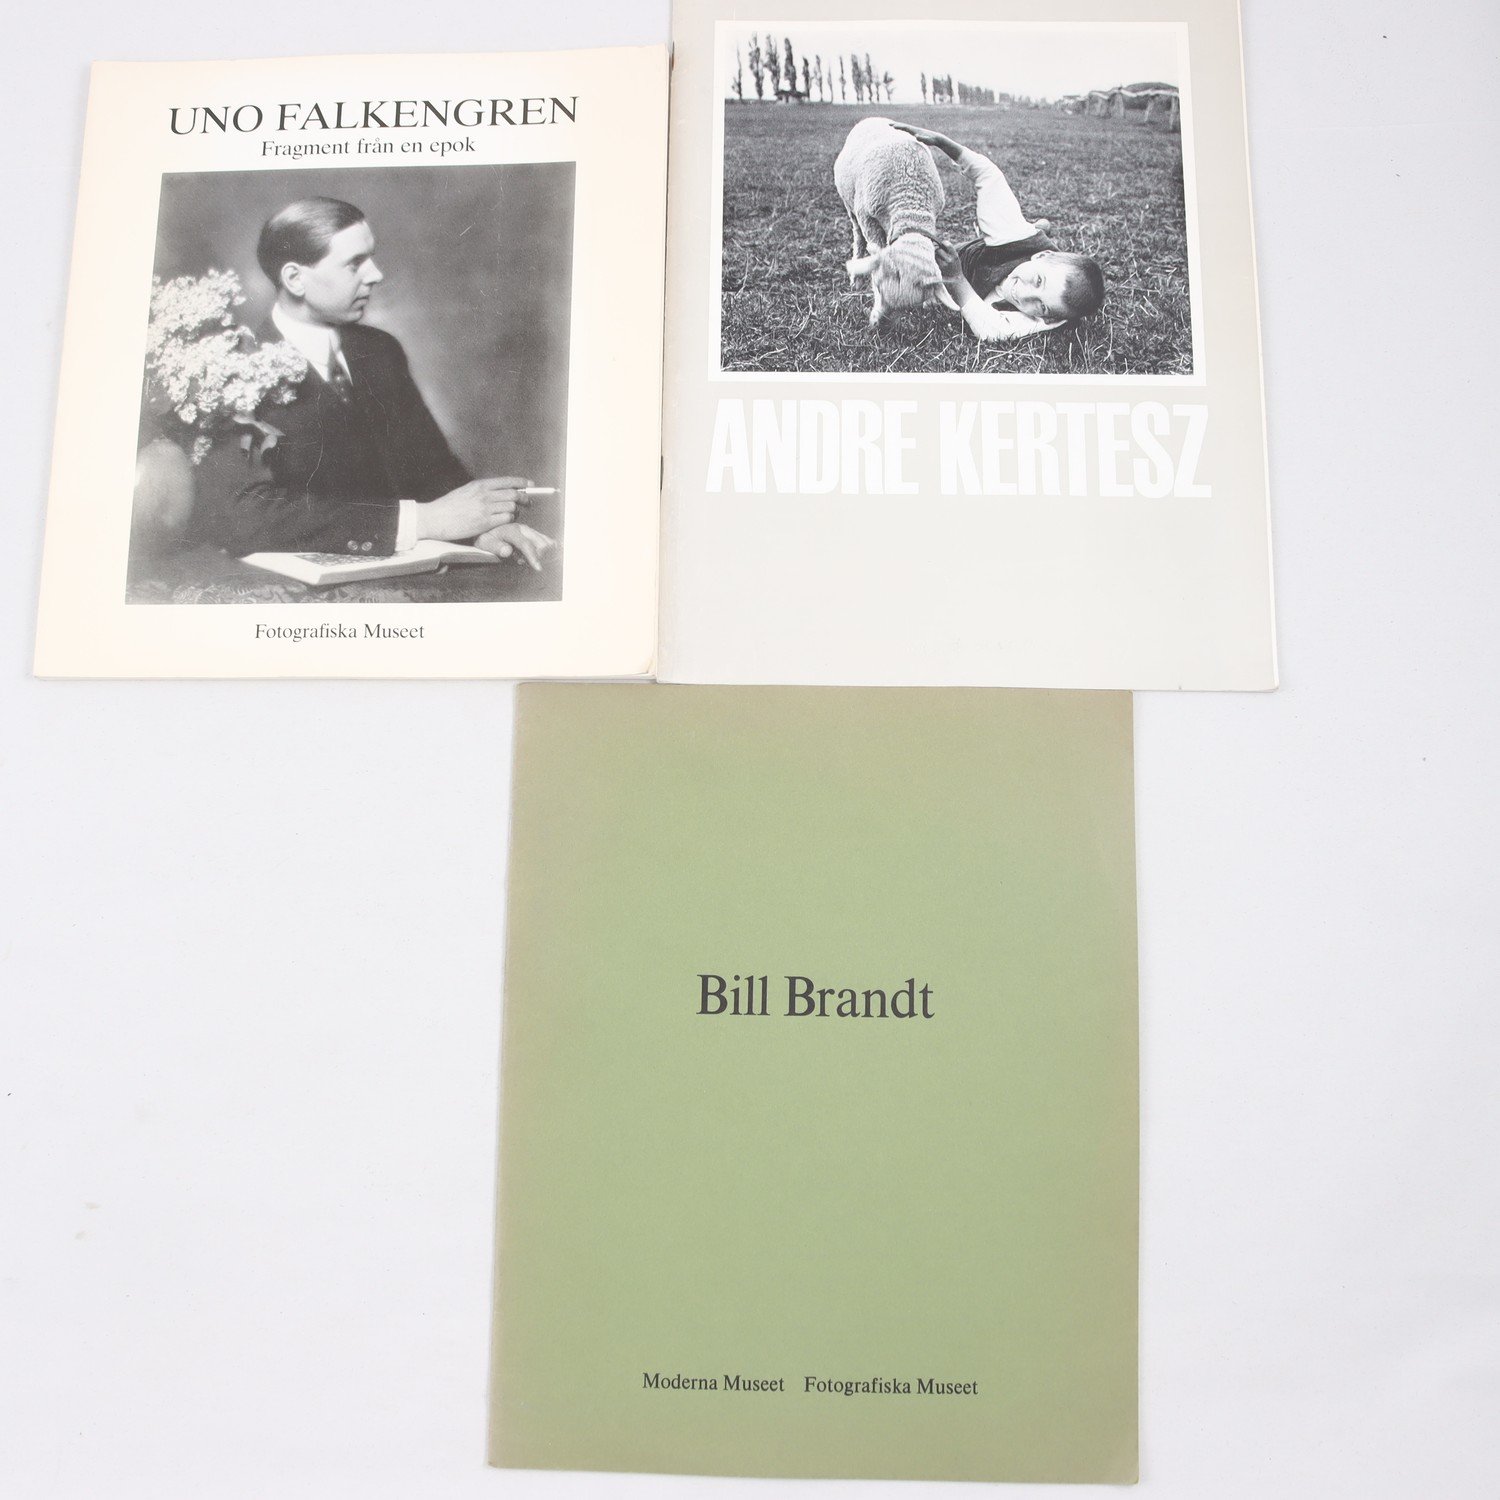 UNO FALKENGREN
Fragment från en epok
Fotografiska Museet
ANDRE KERTESZ
Bill Brandt
Moderna Museet Fotografiska Museet